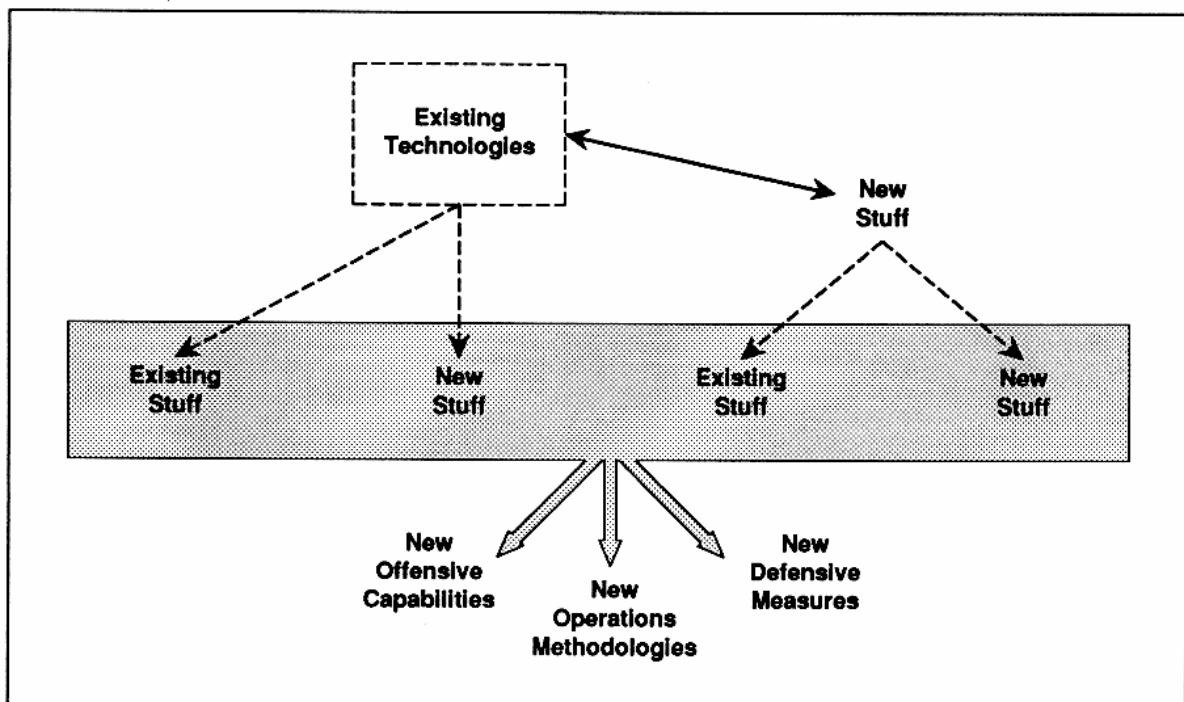 Existing
Technologies
New
Stuff
Existing
Stuff
New
Stuff
Existing
Stuff
New
Stuff
New
Offensive
Capabilities
New
Operations
Methodologies
New
Defensive
Measures